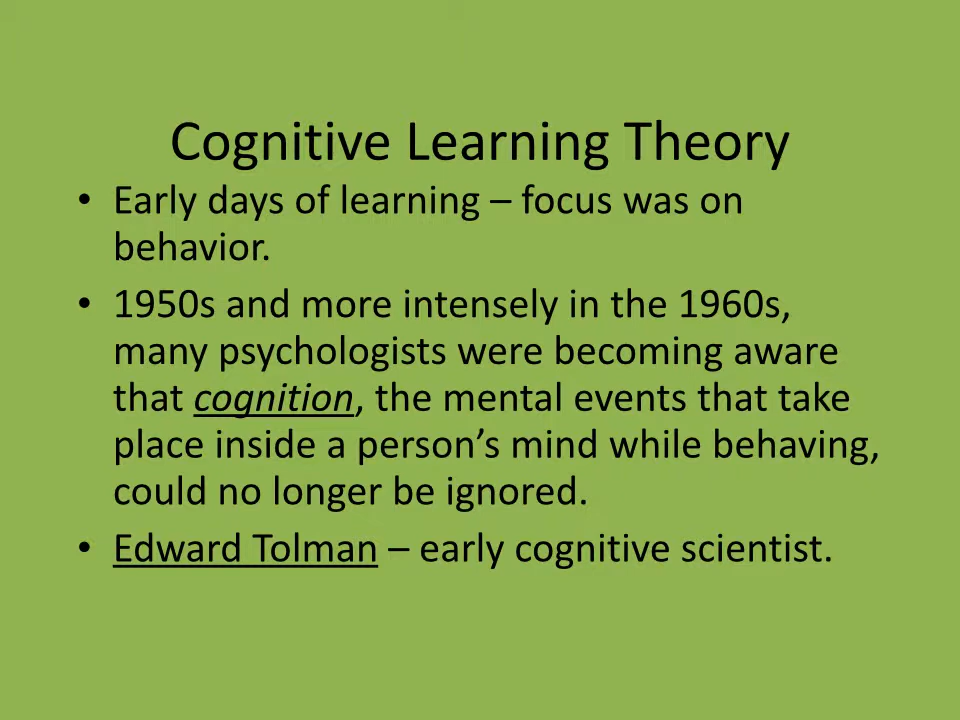 Cognitive Learning Theory
• Early days of learning – focus was on
behavior.
• 1950s and more intensely in the 1960s,
many psychologists were becoming aware
that cognition, the mental events that take
place inside a person’s mind while behaving,
could no longer be ignored.
• Edward Tolman – early cognitive scientist.